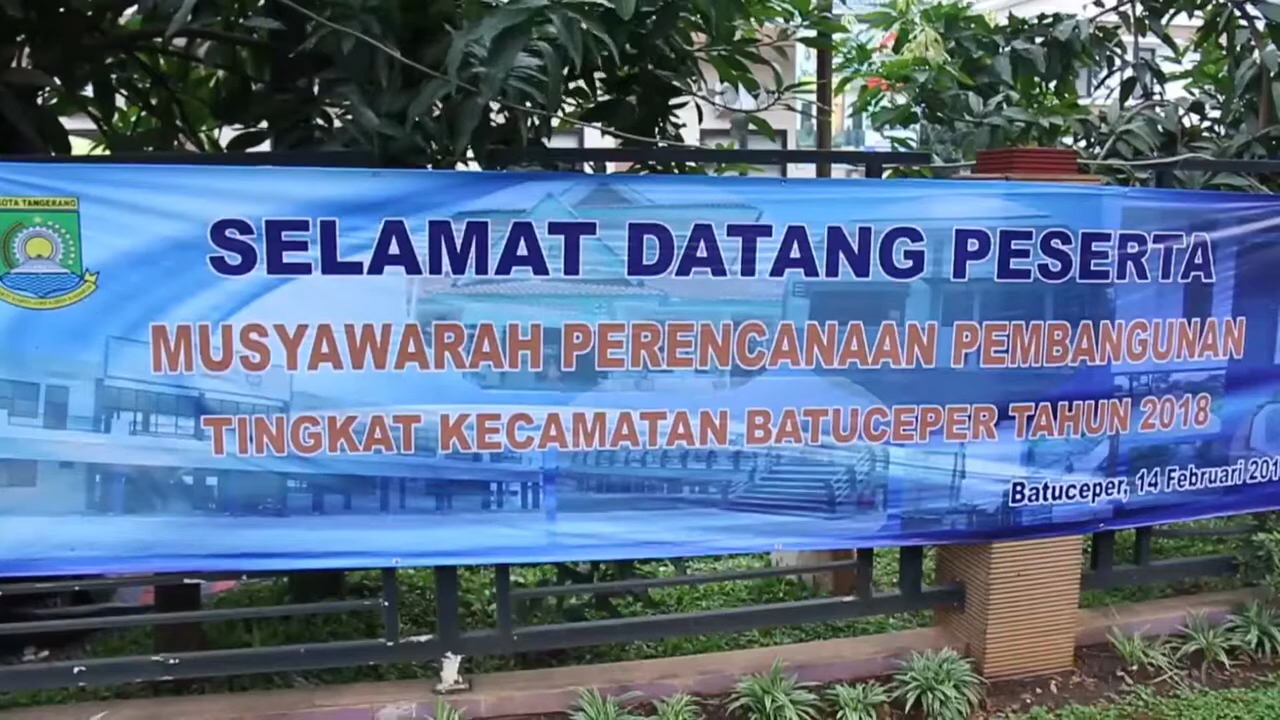 KOTA TANGERANG
SELAMAT DATANG PESERTA
MUSYAWARAH PERENCANAAN PEMBANGUNAN
TINGKAT KECAMATAN BATUCEPER TAHUN 2018
Batuceper, 14 Februari 201